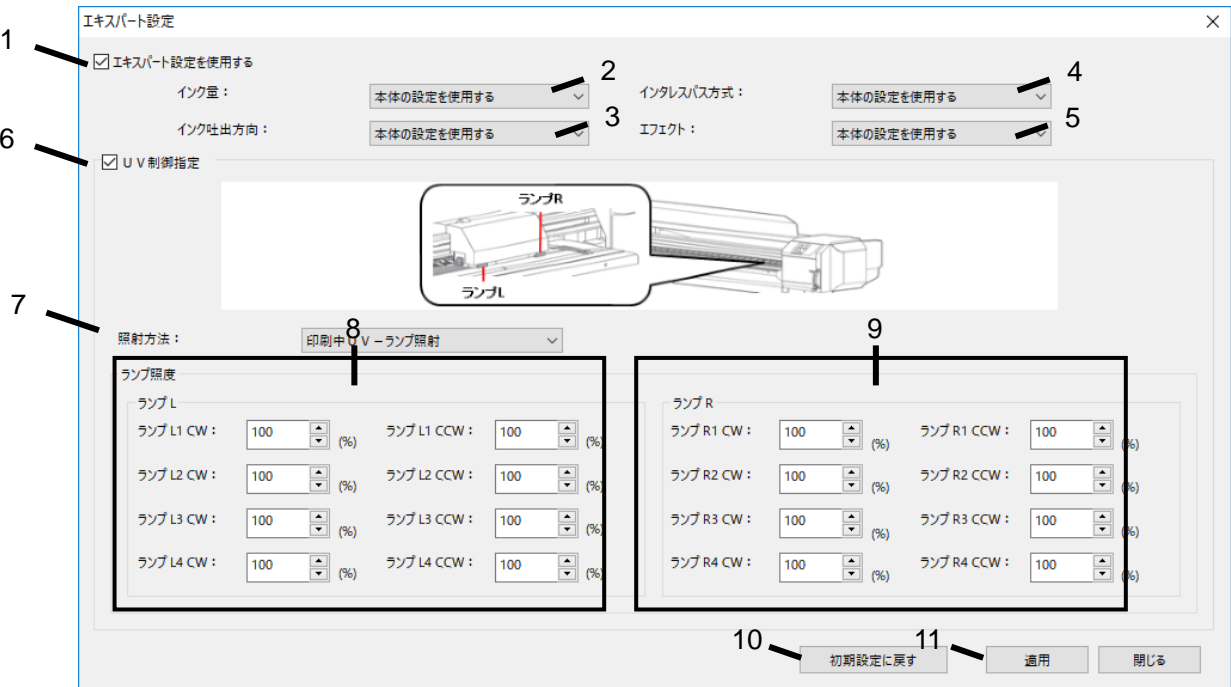 エキスパート設定
1
エキスパート設定を使用する
インク量：
本体の設定を使用する
2
インタレスパス方式：
本体の設定を使用する
4
インク吐出方向：
本体の設定を使用する
3
エフェクト：
本体の設定を使用する
5
6
ＵＶ制御指定
ランプR
ランプL
7
照射方法：
印刷中ＵＶ－ランプ照射
8
9
ランプ照度
ランプ L
ランプ R
ランプ L1 CW： 100 (%) ランプ L1 CCW： 100 (%) ランプ R1 CW： 100 (%) ランプ R1 CCW： 100 (%)
ランプ L2 CW： 100 (%) ランプ L2 CCW： 100 (%) ランプ R2 CW： 100 (%) ランプ R2 CCW： 100 (%)
ランプ L3 CW： 100 (%) ランプ L3 CCW： 100 (%) ランプ R3 CW： 100 (%) ランプ R3 CCW： 100 (%)
ランプ L4 CW： 100 (%) ランプ L4 CCW： 100 (%) ランプ R4 CW： 100 (%) ランプ R4 CCW： 100 (%)
10
初期設定に戻す
11
適用
閉じる